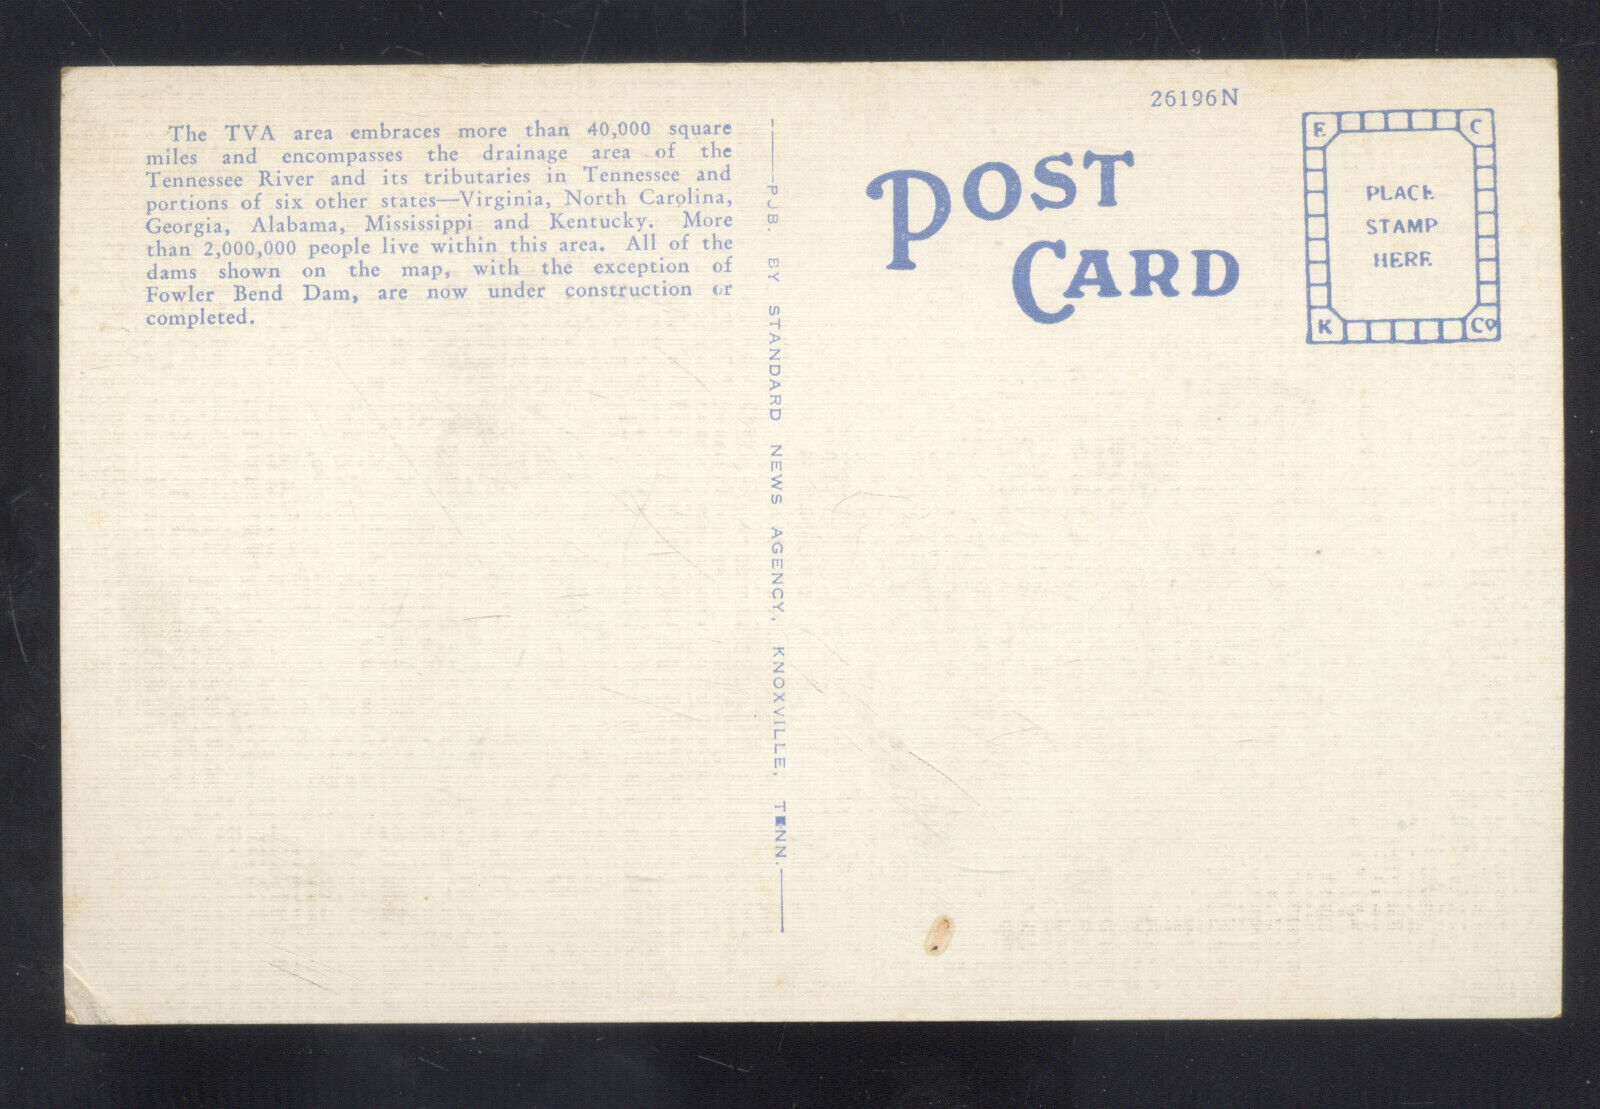 The TVA area embraces more than 40,000 square
miles and encompasses the drainage area of the
Tennessee River and its tributaries in Tennessee and
portions of six other states—Virginia, North Carolina,
Georgia, Alabama, Mississippi and Kentucky. More
than 2,000,000 people live within this area. All of the
dams shown on the map, with the exception of
Fowler Bend Dam, are now under construction or
completed.
PUB. BY STANDARD NEWS AGENCY, KNOXVILLE, TENN.
26196N
POST
CARD
E C
PLACE
STAMP
HERE
K Co